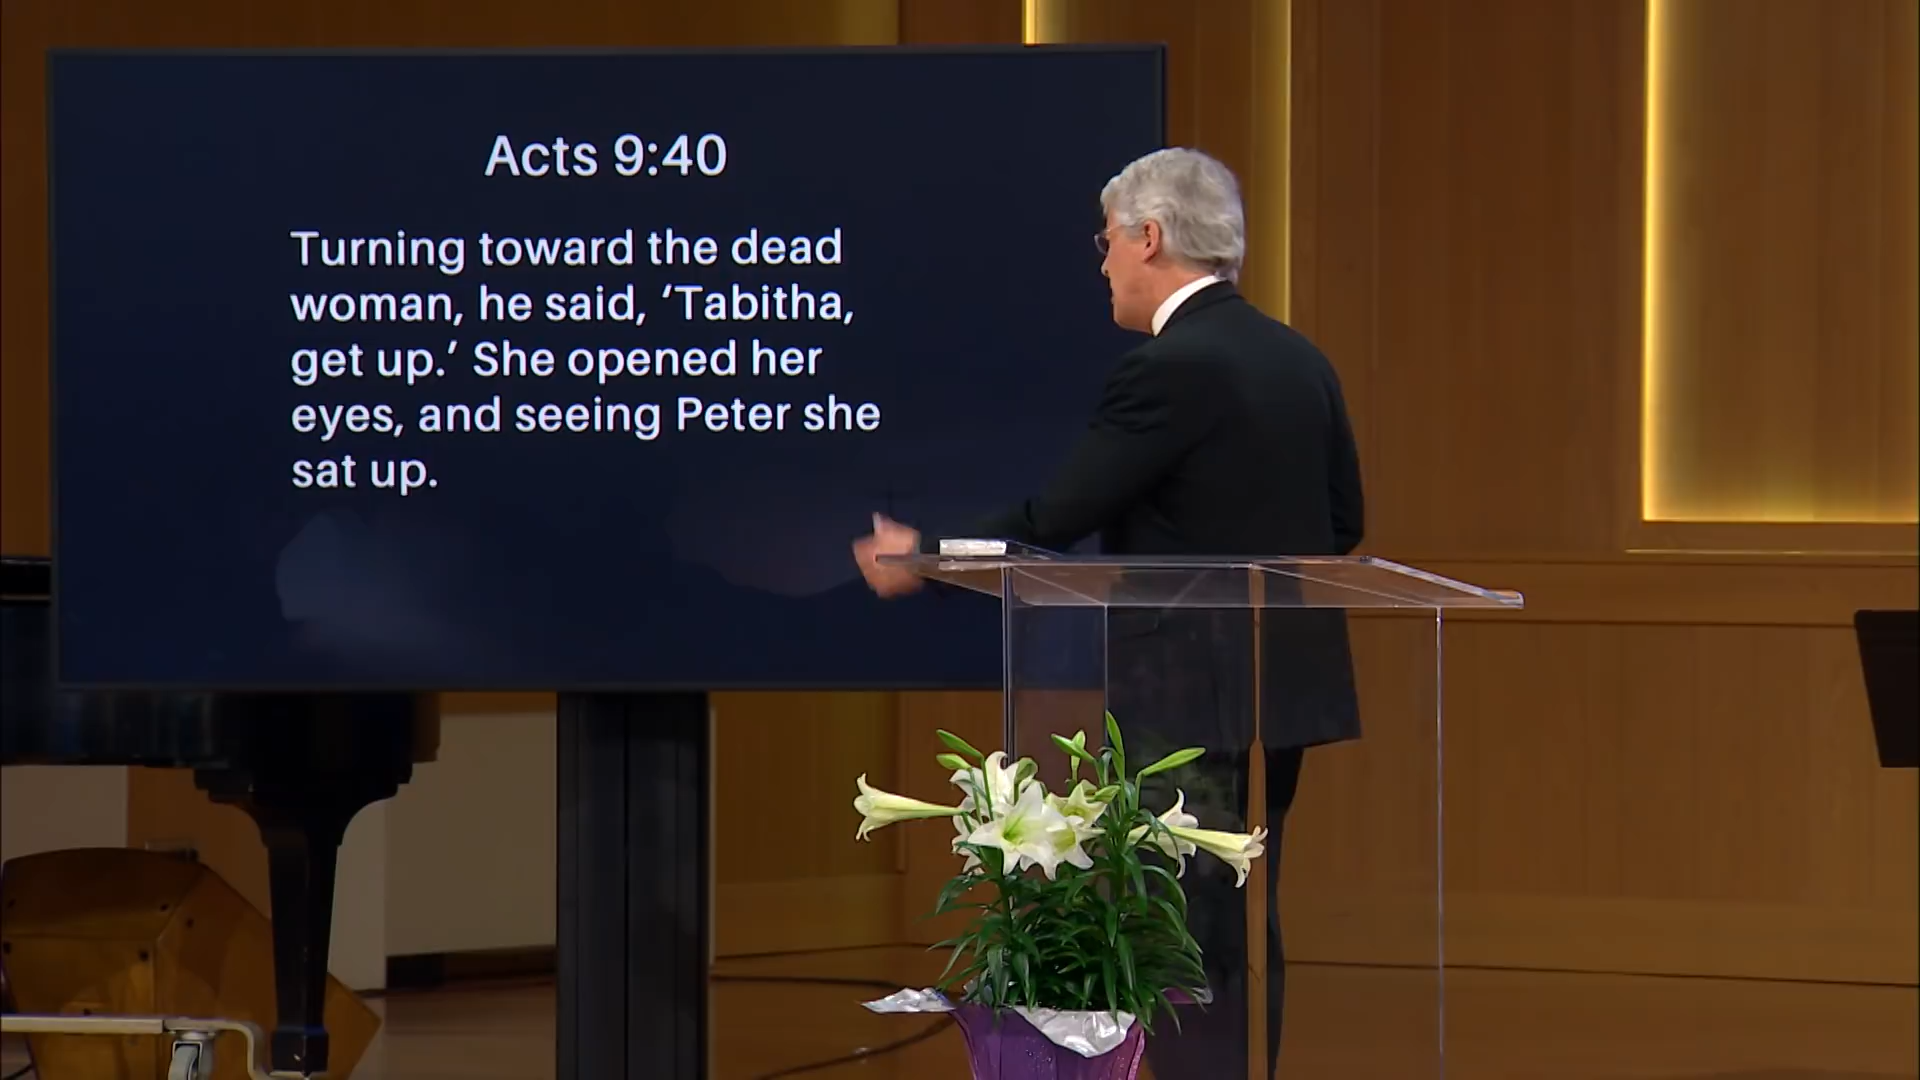 Acts 9:40
Turning toward the dead
woman, he said, ‘Tabitha,
get up.’ She opened her
eyes, and seeing Peter she
sat up.